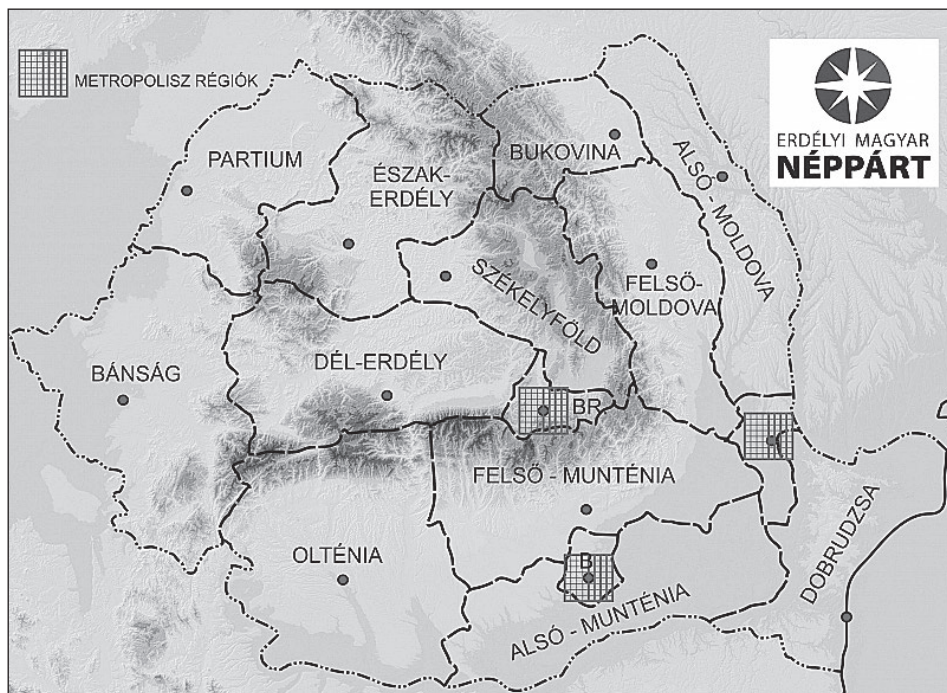 METROPOLISZ RÉGIÓK
ERDÉLYI MAGYAR
NÉPPÁRT
PARTIUM
ÉSZAK-
ERDÉLY
BUKOVINA
ALSÓ - MOLDOVA
SZÉKELYFÖLD
FELSŐ-
MOLDOVA
BÁNSÁG
DÉL-ERDÉLY
BR
FELSŐ - MUNTÉNIA
OLTÉNIA
B
ALSÓ - MUNTÉNIA
DOBRUDZSA